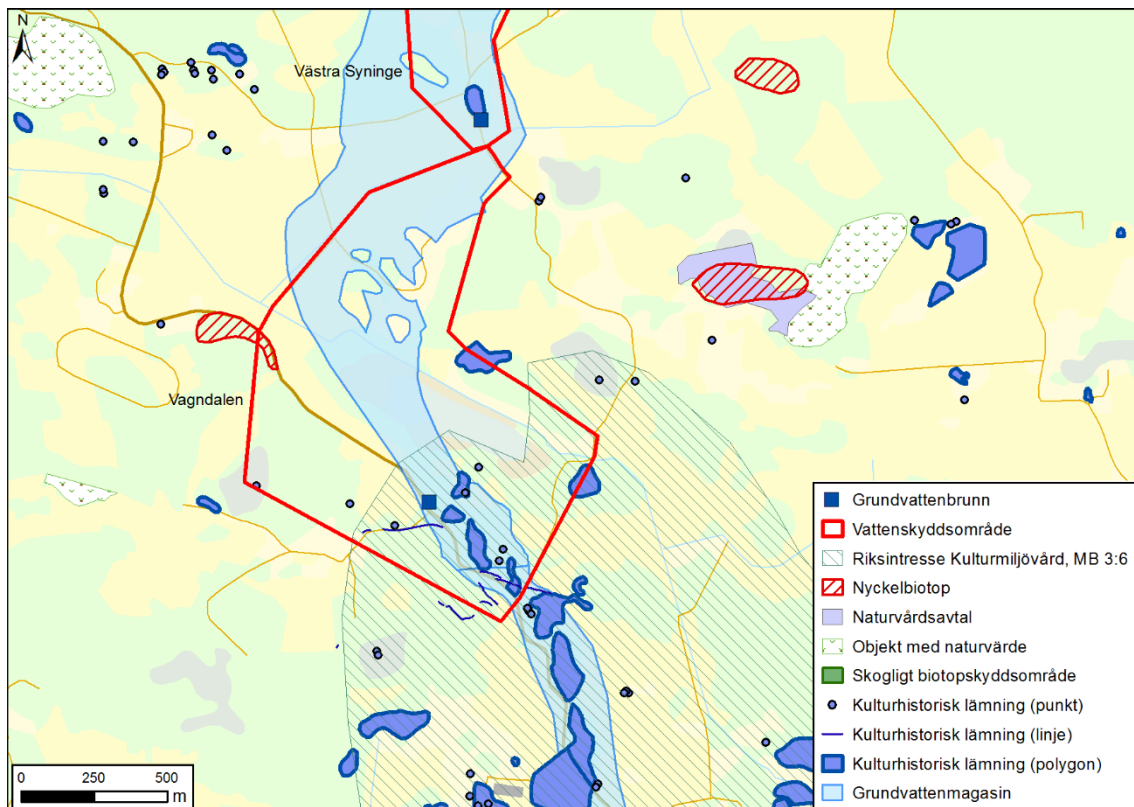 N
Västra Syninge
Vagndalen
Grundvattenbrunn
Vattenskyddsområde
Riksintresse Kulturmiljövård, MB 3:6
Nyckelbiotop
Naturvårdsavtal
Objekt med naturvärde
Skogligt biotopskyddsområde
Kulturhistorisk lämning (punkt)
Kulturhistorisk lämning (linje)
Kulturhistorisk lämning (polygon)
Grundvattenmagasin
0 250 500
m